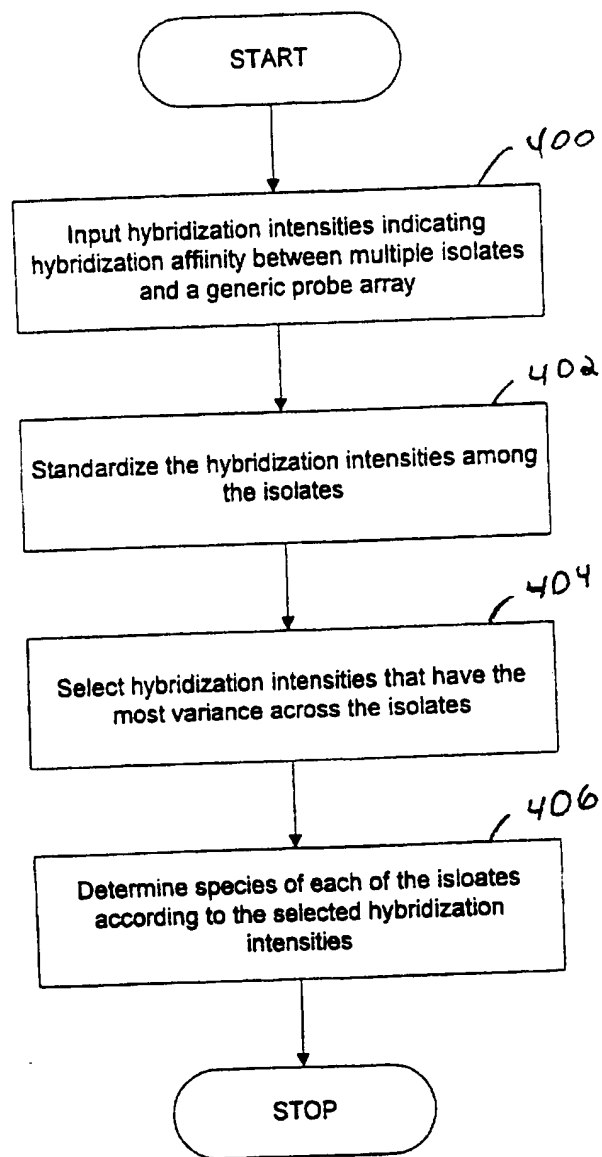 START
400
Input hybridization intensities indicating
hybridization affiinity between multiple isolates
and a generic probe array
402
Standardize the hybridization intensities among
the isolates
404
Select hybridization intensities that have the
most variance across the isolates
406
Determine species of each of the isloates
according to the selected hybridization
intensities
STOP